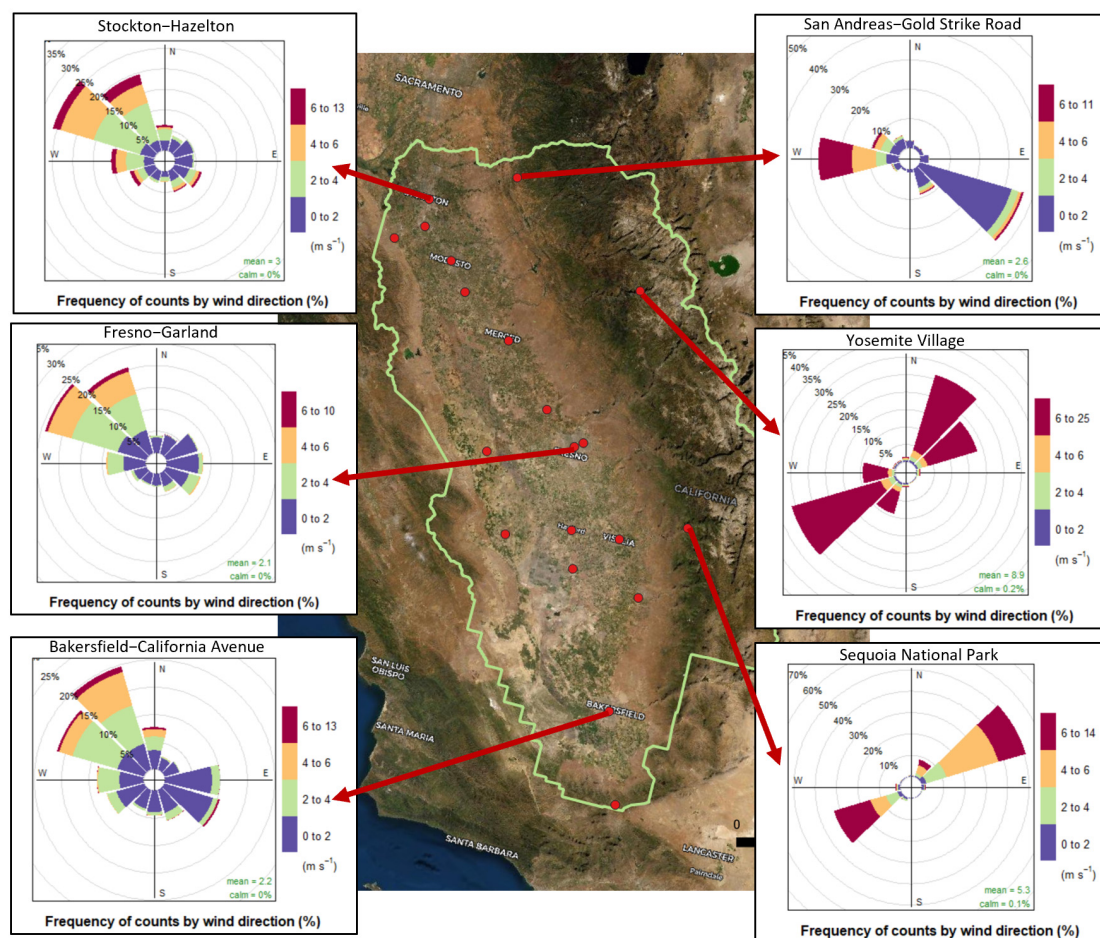 Stockton−Hazelton
35%
30%
25%
20%
15%
10%
5%
N
W
E
S
6 to 13
4 to 6
2 to 4
0 to 2
(m s⁻¹)
mean = 3
calm = 0%
Frequency of counts by wind direction (%)
Fresno−Garland
5%
30%
25%
20%
15%
10%
5%
N
W
E
S
6 to 10
4 to 6
2 to 4
0 to 2
(m s⁻¹)
mean = 2.1
calm = 0%
Frequency of counts by wind direction (%)
Bakersfield−California Avenue
25%
20%
15%
10%
5%
N
W
E
S
6 to 13
4 to 6
2 to 4
0 to 2
(m s⁻¹)
mean = 2.2
calm = 0%
Frequency of counts by wind direction (%)
SACRAMENTO
MODESTO
MERCED
CALIFORNIA
VISALIA
BAKERSFIELD
SAN LUIS
OBISPO
SANTA MARIA
SANTA BARBARA
LANCASTER
Palmdale
0
San Andreas−Gold Strike Road
50%
40%
30%
20%
10%
N
W
E
S
6 to 11
4 to 6
2 to 4
0 to 2
(m s⁻¹)
mean = 2.6
calm = 0%
Frequency of counts by wind direction (%)
Yosemite Village
5%
40%
35%
30%
25%
20%
15%
10%
5%
N
W
E
S
6 to 25
4 to 6
2 to 4
0 to 2
(m s⁻¹)
mean = 8.9
calm = 0.2%
Frequency of counts by wind direction (%)
Sequoia National Park
70%
60%
50%
40%
30%
20%
10%
N
W
E
S
6 to 14
4 to 6
2 to 4
0 to 2
(m s⁻¹)
mean = 5.3
calm = 0.1%
Frequency of counts by wind direction (%)